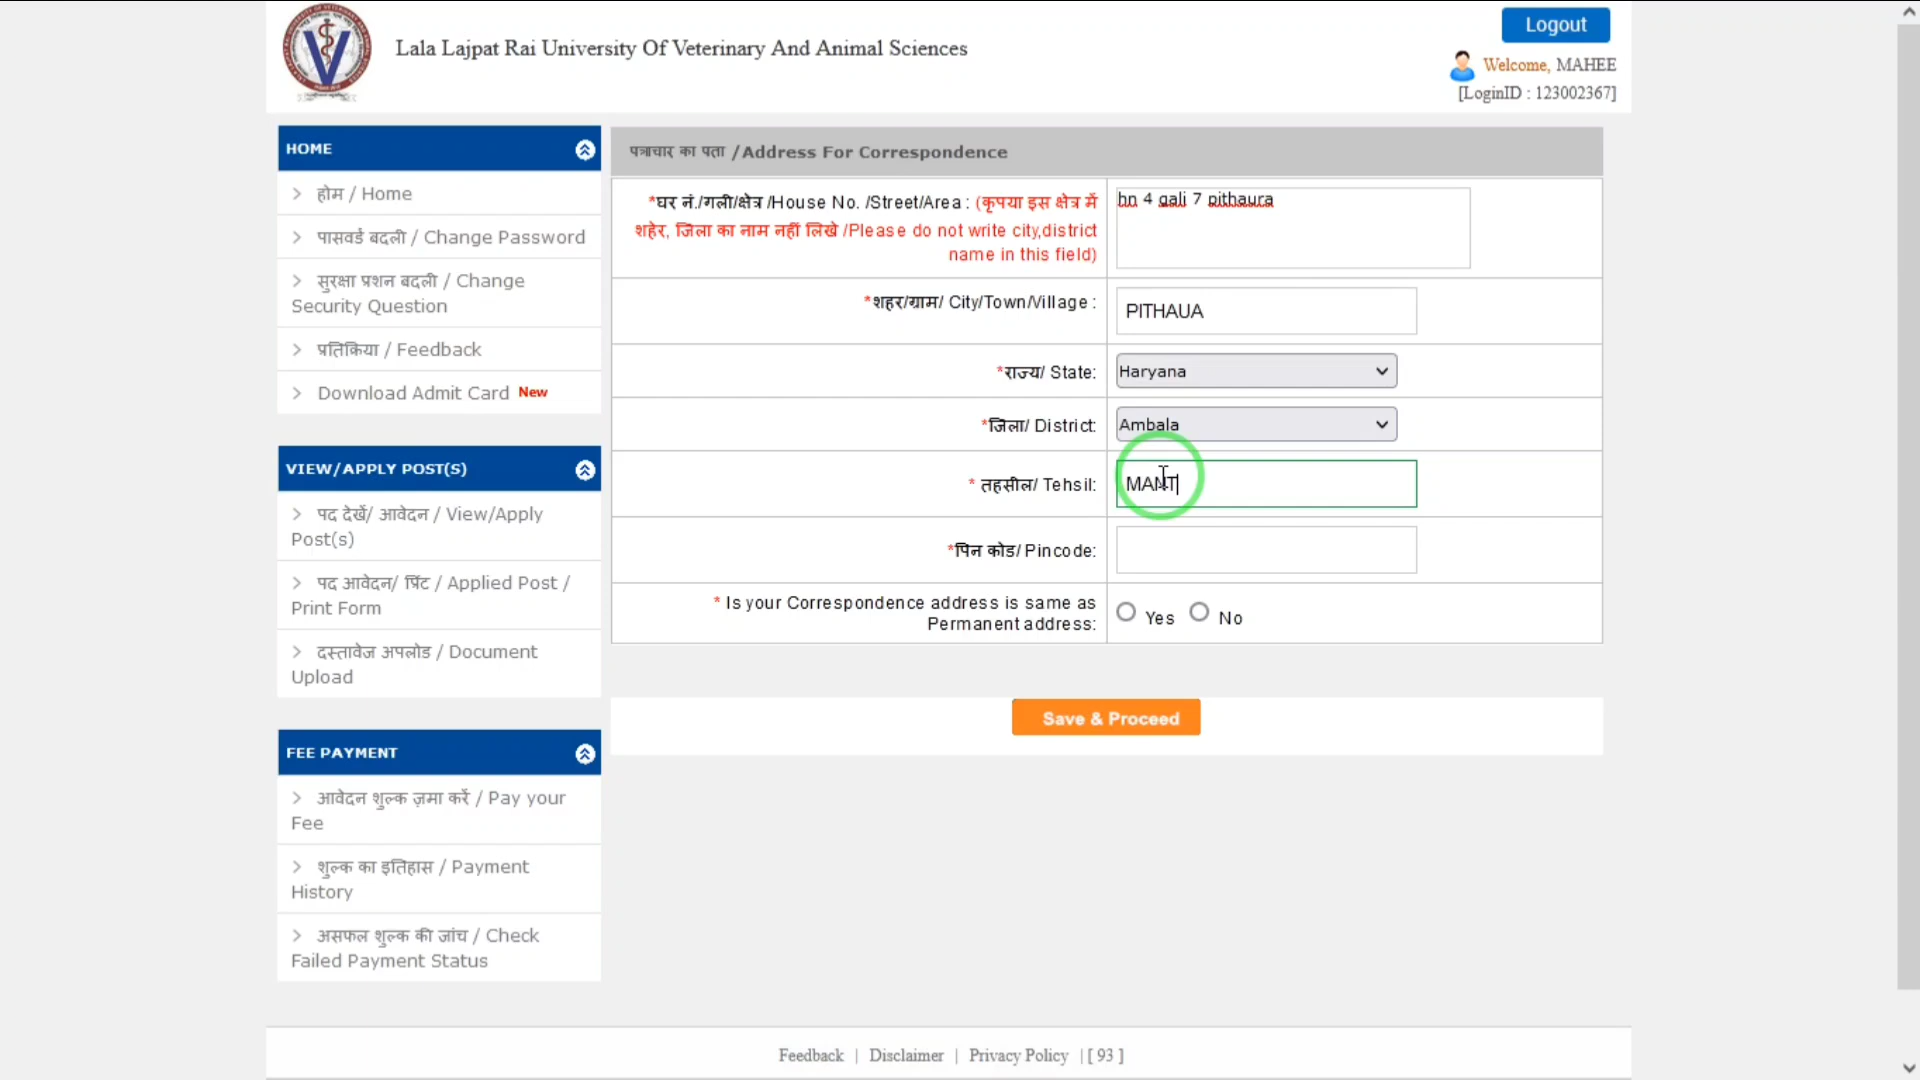 Lala Lajpat Rai University Of Veterinary And Animal Sciences
Logout
Welcome, MAHEE
[LoginID : 123002367]
HOME
होम / Home
पासवर्ड बदली / Change Password
सुरक्षा प्रशन बदली / Change
Security Question
प्रतिकिया / Feedback
Download Admit Card New
VIEW/APPLY POST(S)
पद देखें/ आवेदन / View/Apply
Post(s)
पद आवेदन/ प्रिंट / Applied Post /
Print Form
दस्तावेज अपलोड / Document
Upload
FEE PAYMENT
आवेदन शुल्क ज़मा करें / Pay your
Fee
शुल्क का इतिहास / Payment
History
असफल शुल्क की जांच / Check
Failed Payment Status
पत्राचार का पता /Address For Correspondence
*घर नं./गली/क्षेत्र /House No. /Street/Area : (कृपया इस क्षेत्र में
शहेर, जिला का नाम नहीं लिखे /Please do not write city,district
name in this field)
hn 4 gali 7 pithaura
*शहर/ग्राम/ City/Town/Village :
PITHAUA
*राज्य/ State:
Haryana
*जिला/ District:
Ambala
* तहसील/ Tehsil:
MANT
*पिन कोड/ Pincode:
* Is your Correspondence address is same as
Permanent address:
Yes No
Save & Proceed
Feedback | Disclaimer | Privacy Policy | [ 93 ]